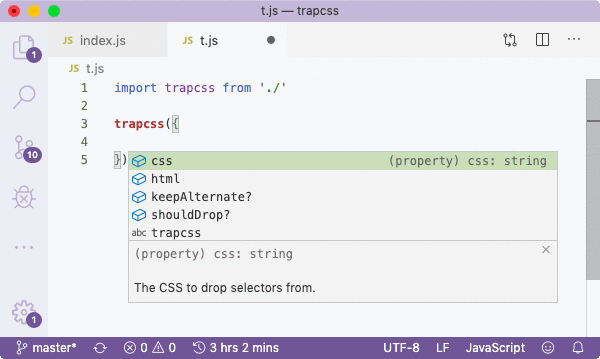 t.js — trapcss
JS index.js
JS t.js
JS t.js
1 import trapcss from './'
2
3 trapcss({
4
5 })
css (property) css: string
html
keepAlternate?
shouldDrop?
abc trapcss
(property) css: string
The CSS to drop selectors from.
1
10
1
master* 0 0 3 hrs 2 mins UTF-8 LF JavaScript